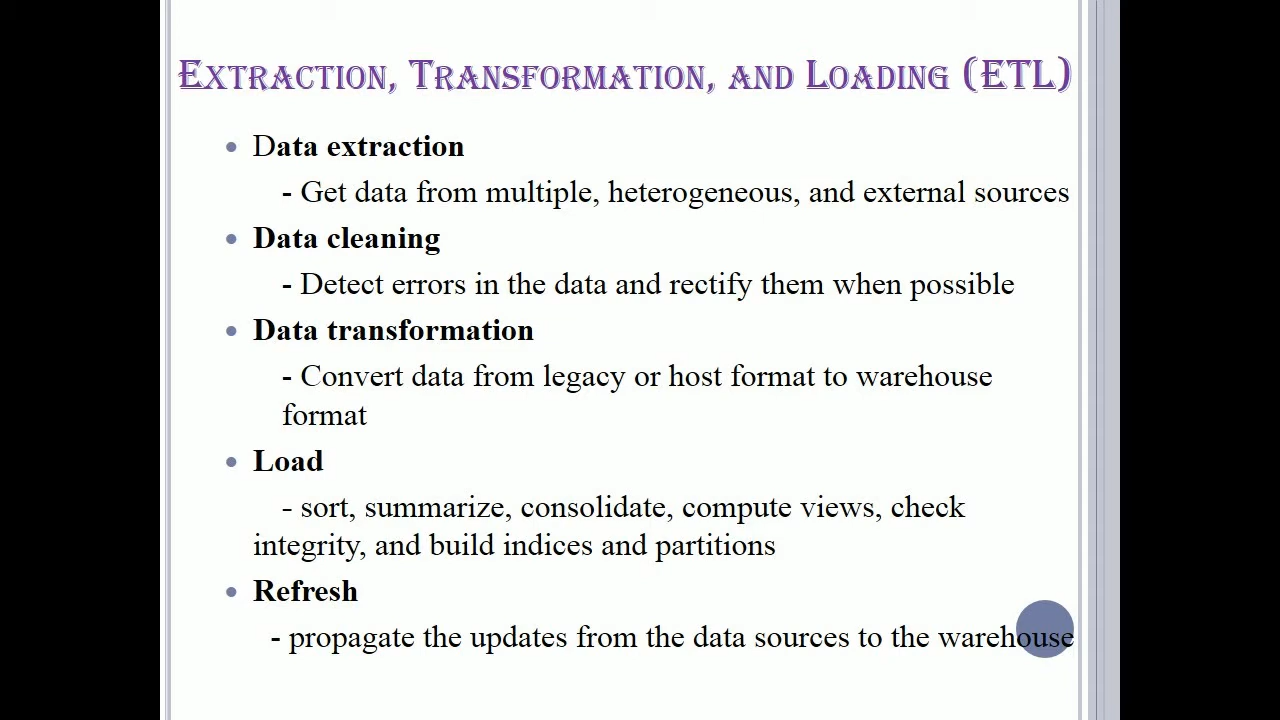 Extraction, Transformation, and Loading (ETL)
• Data extraction
- Get data from multiple, heterogeneous, and external sources
• Data cleaning
- Detect errors in the data and rectify them when possible
• Data transformation
- Convert data from legacy or host format to warehouse
format
• Load
- sort, summarize, consolidate, compute views, check
integrity, and build indices and partitions
• Refresh
- propagate the updates from the data sources to the warehouse